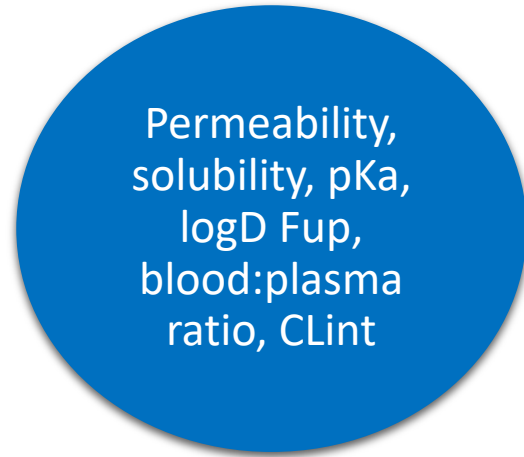 Permeability,
solubility, pKa,
logD Fup,
blood:plasma
ratio, CLint